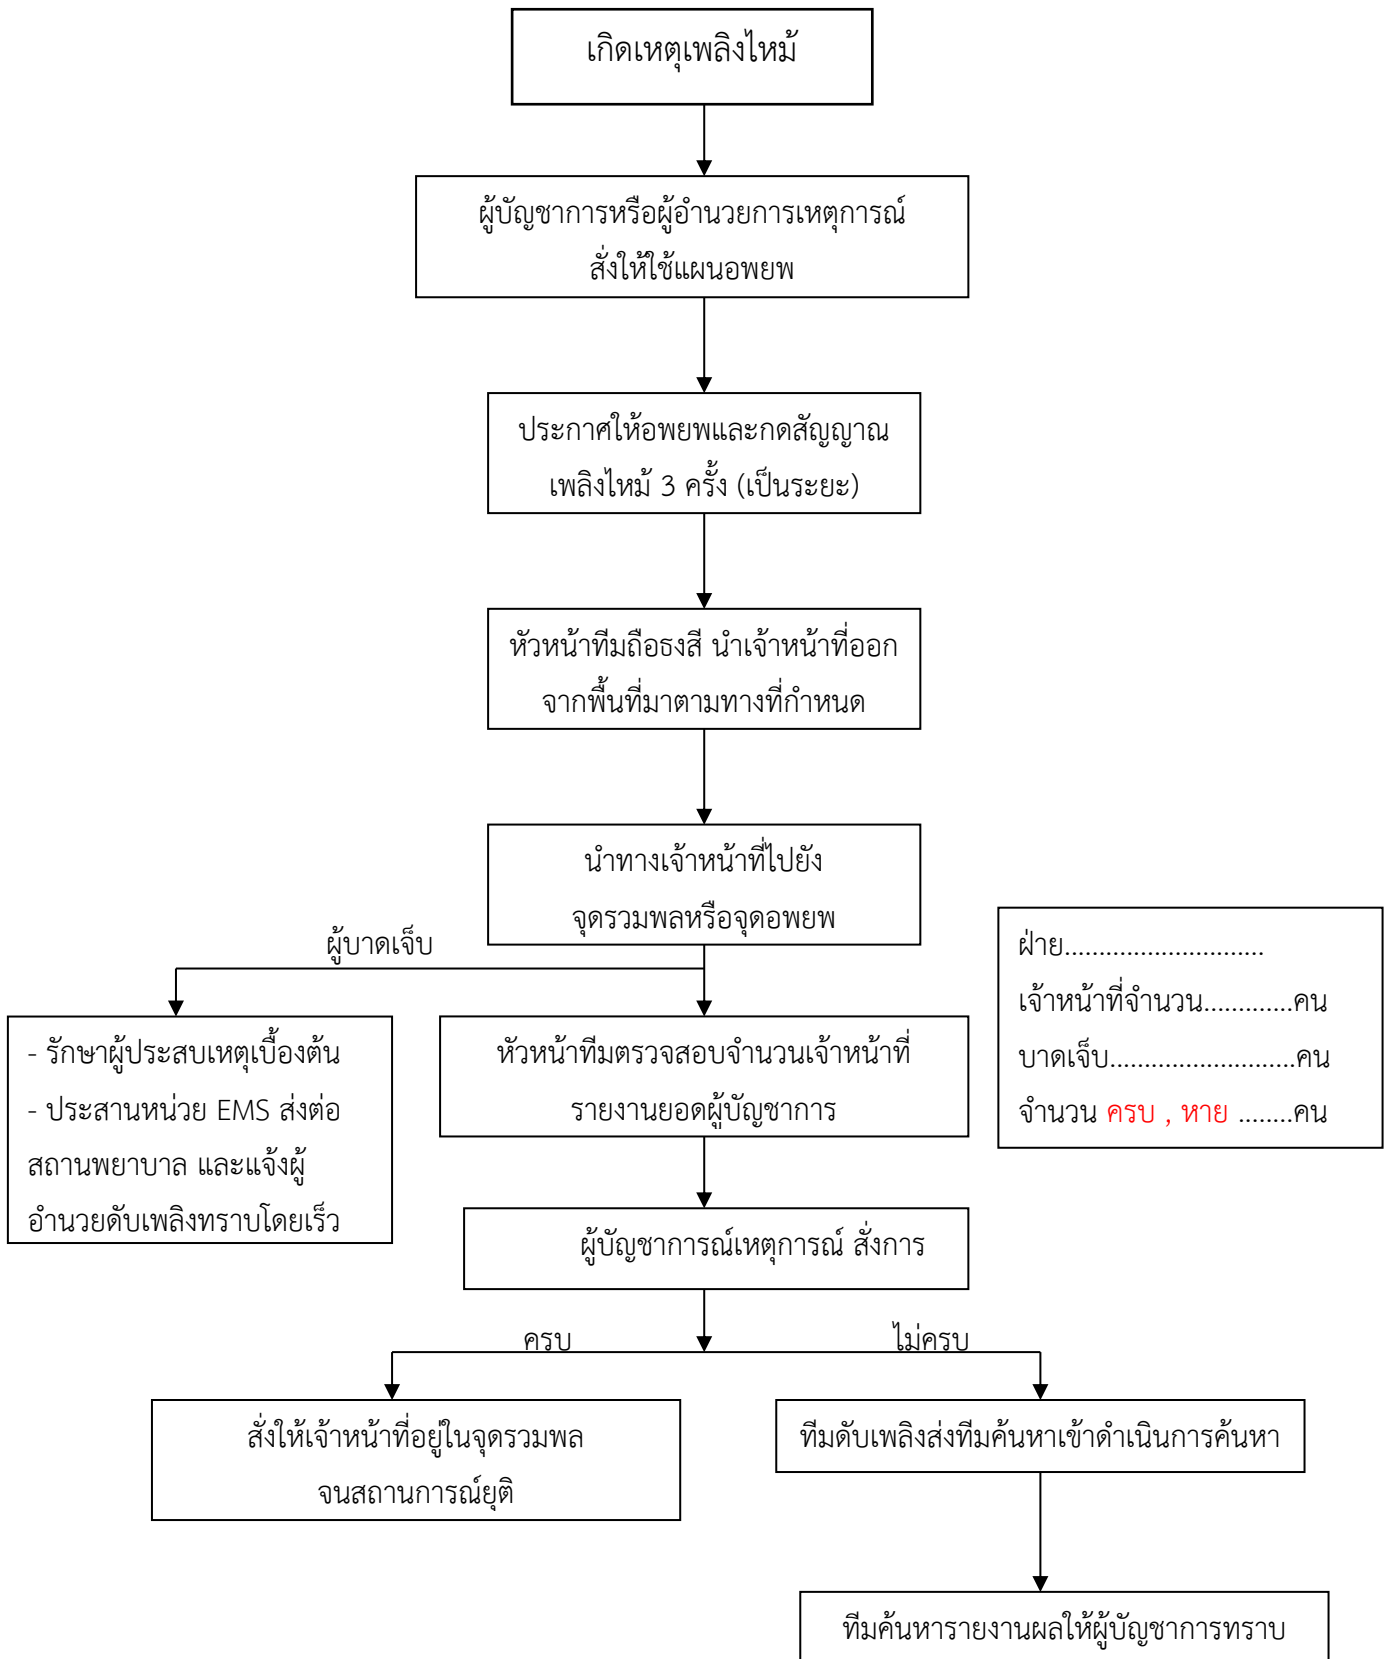 เกิดเหตุเพลิงไหม้
ผู้บัญชาการหรือผู้อำนวยการเหตุการณ์
สั่งให้ใช้แผนอพยพ
ประกาศให้อพยพและกดสัญญาณ
เพลิงไหม้ 3 ครั้ง (เป็นระยะ)
หัวหน้าทีมถือธงสี นำเจ้าหน้าที่ออก
จากพื้นที่มาตามทางที่กำหนด
นำทางเจ้าหน้าที่ไปยัง
จุดรวมพลหรือจุดอพยพ
ผู้บาดเจ็บ
- รักษาผู้ประสบเหตุเบื้องต้น
- ประสานหน่วย EMS ส่งต่อ
สถานพยาบาล และแจ้งผู้
อำนวยดับเพลิงทราบโดยเร็ว
หัวหน้าทีมตรวจสอบจำนวนเจ้าหน้าที่
รายงานยอดผู้บัญชาการ
ฝ่าย.............................
เจ้าหน้าที่จำนวน.............คน
บาดเจ็บ...........................คน
จำนวน ครบ , หาย ........คน
ผู้บัญชาการณ์เหตุการณ์ สั่งการ
ครบ
ไม่ครบ
สั่งให้เจ้าหน้าที่อยู่ในจุดรวมพล
จนสถานการณ์ยุติ
ทีมดับเพลิงส่งทีมค้นหาเข้าดำเนินการค้นหา
ทีมค้นหารายงานผลให้ผู้บัญชาการทราบ